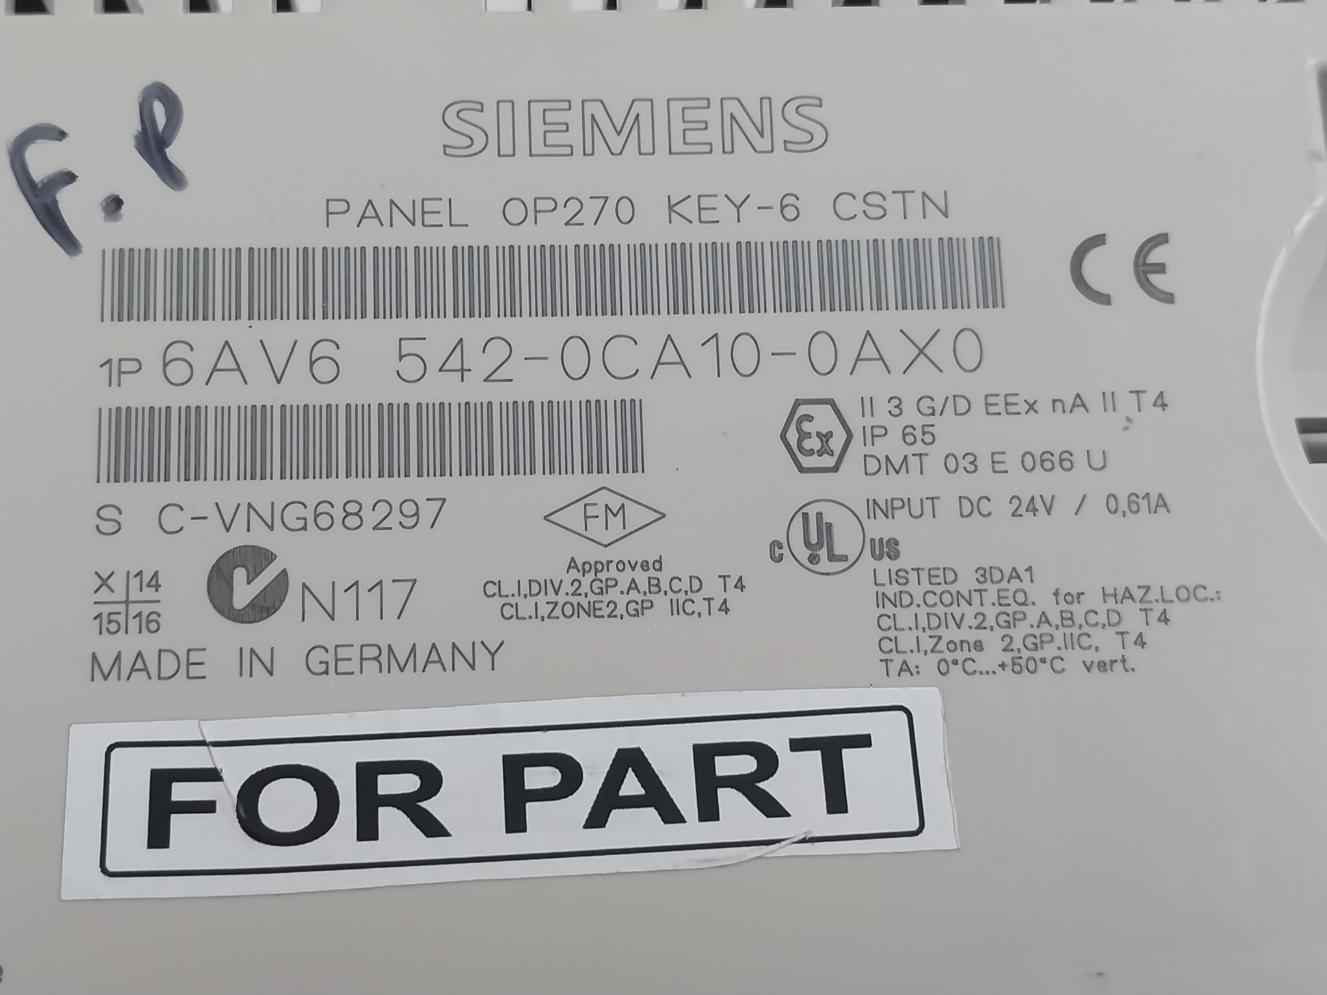 F.P
SIEMENS
PANEL OP270 KEY-6 CSTN
CE
1P 6AV6 542-0CA10-0AX0
Ex II 3 G/D EEx nA II T4
IP 65
DMT 03 E 066 U
S C-VNG68297
FM
Approved
CL.I,DIV.2,GP.A,B,C,D T4
CL.I,ZONE2,GP IIC,T4
INPUT DC 24V / 0,61A
C UL US
LISTED 3DA1
IND.CONT.EQ. for HAZ.LOC.:
CL.I,DIV.2,GP.A,B,C,D T4
CL.I,Zone 2,GP.IIC, T4
TA: 0°C...+50°C vert.
X 14
15 16
N117
MADE IN GERMANY
FOR PART